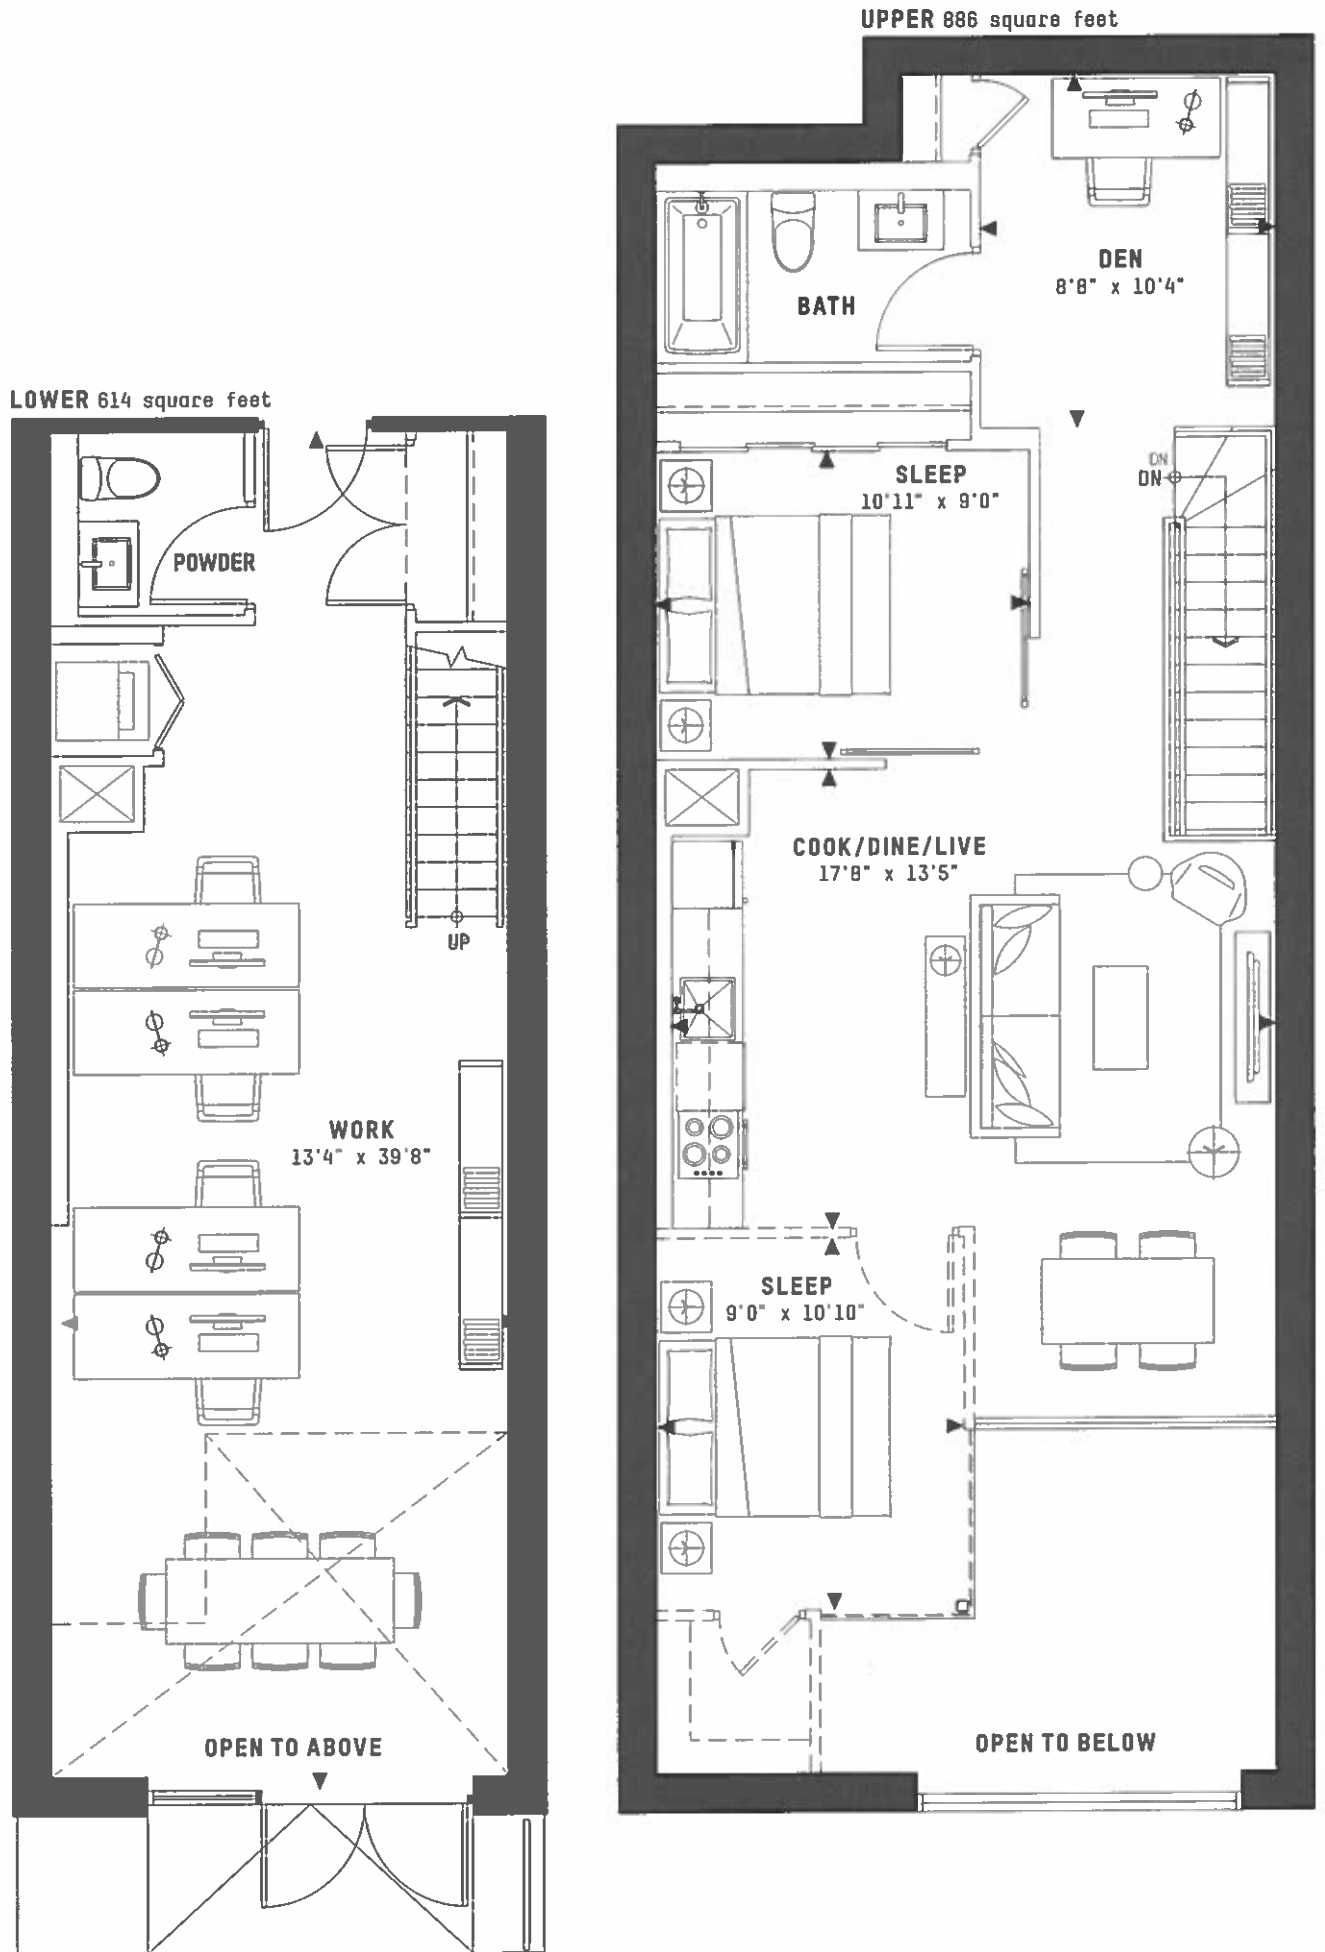 UPPER 886 square feet
DEN
8'8" x 10'4"
BATH
LOWER 614 square feet
SLEEP
10'11" x 9'0"
DN
DN
POWDER
COOK/DINE/LIVE
17'8" x 13'5"
UP
WORK
13'4" x 39'8"
SLEEP
9'0" x 10'10"
OPEN TO ABOVE
OPEN TO BELOW